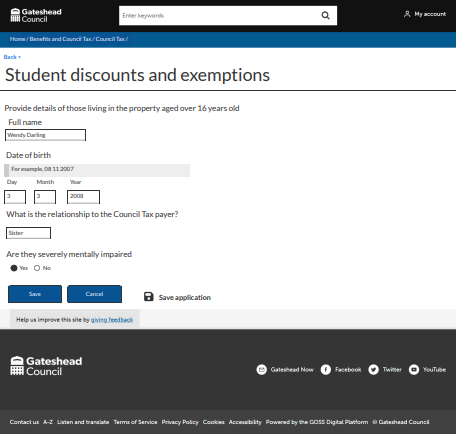 Gateshead
Council
Enter keywords
My account
Home / Benefits and Council Tax / Council Tax /
Back »
Student discounts and exemptions
Provide details of those living in the property aged over 16 years old
Full name
Wendy Darling
Date of birth
For example, 08 11 2007
Day Month Year
3 3 2008
What is the relationship to the Council Tax payer?
Sister
Are they severely mentally impaired
Yes No
Save Cancel Save application
Help us improve this site by giving feedback
Gateshead
Council
Gateshead Now Facebook Twitter YouTube
Contact us A-Z Listen and translate Terms of Service Privacy Policy Cookies Accessibility Powered by the GOSS Digital Platform © Gateshead Council